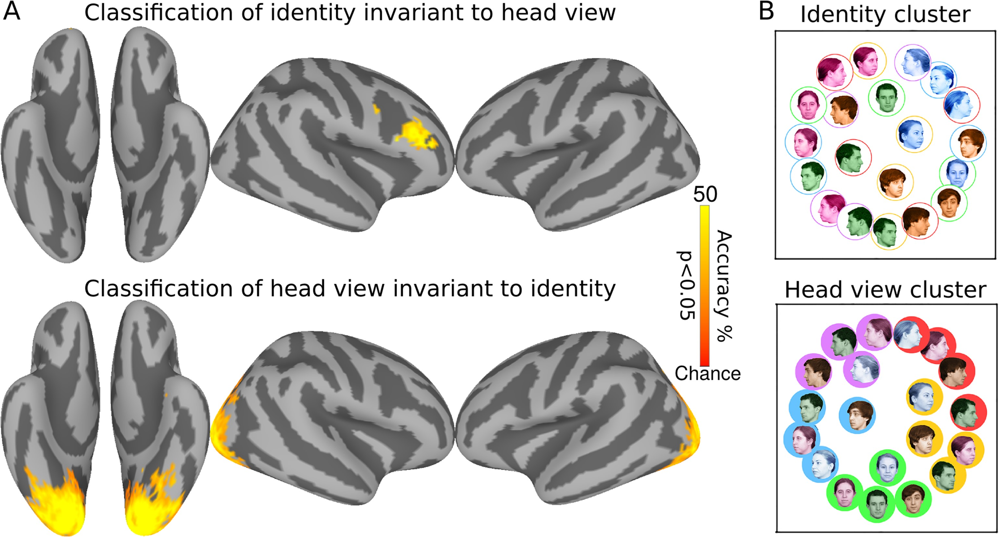 A
Classification of identity invariant to head view
B
Identity cluster
50
Accuracy %
p<0.05
Chance
Classification of head view invariant to identity
Head view cluster